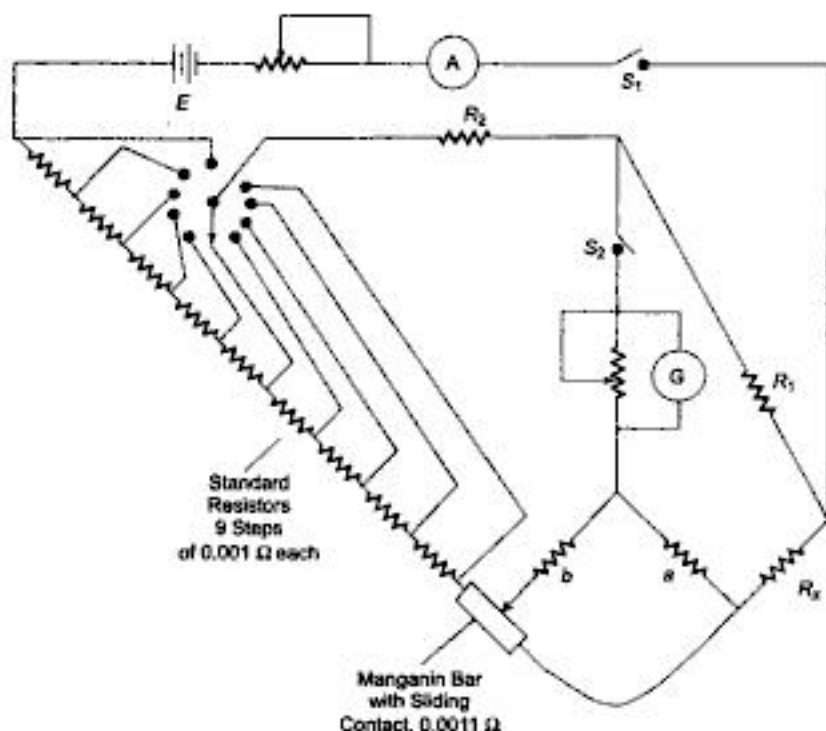 A
E
S₁
R₂
S₂
G
R₁
Standard
Resistors
9 Steps
of 0.001 Ω each
b
a
Rx
Manganin Bar
with Sliding
Contact, 0.0011 Ω